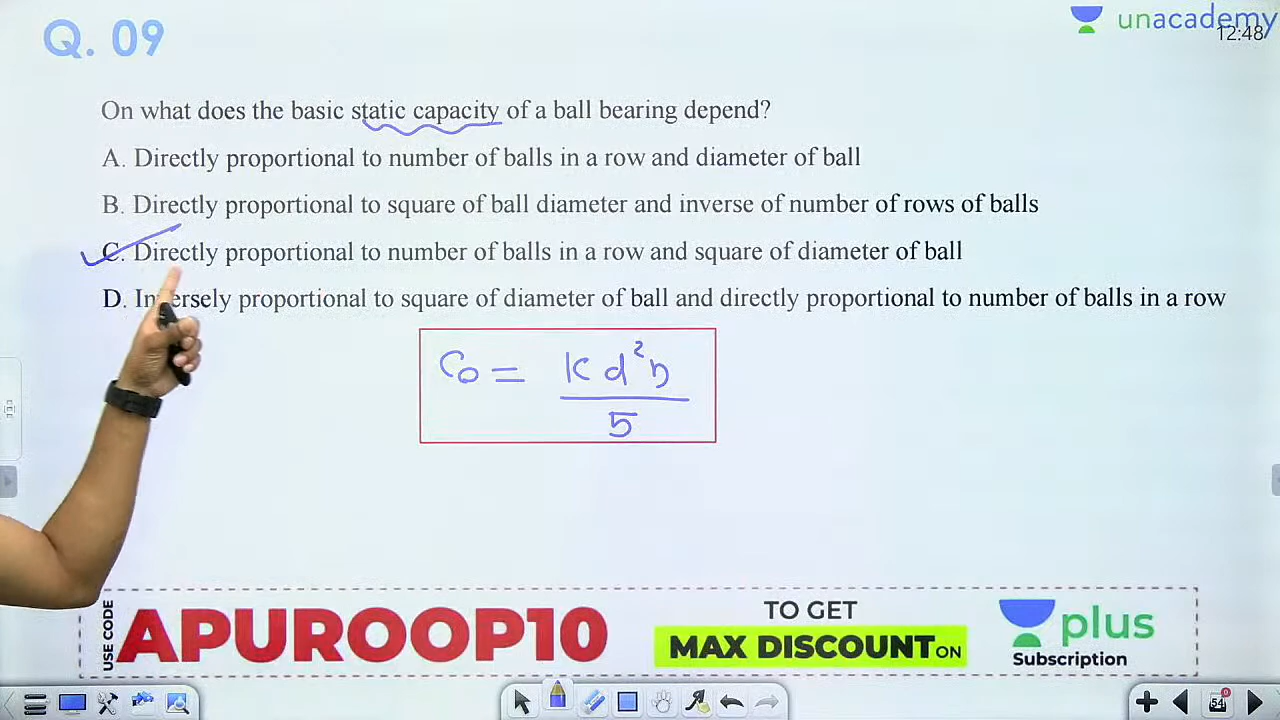 Q. 09
unacademy
12:48
On what does the basic static capacity of a ball bearing depend?
A. Directly proportional to number of balls in a row and diameter of ball
B. Directly proportional to square of ball diameter and inverse of number of rows of balls
C. Directly proportional to number of balls in a row and square of diameter of ball
D. Inversely proportional to square of diameter of ball and directly proportional to number of balls in a row
C₀ = K d² n
5
USE CODE
APUROOP10
TO GET
MAX DISCOUNT ON
plus
Subscription
54